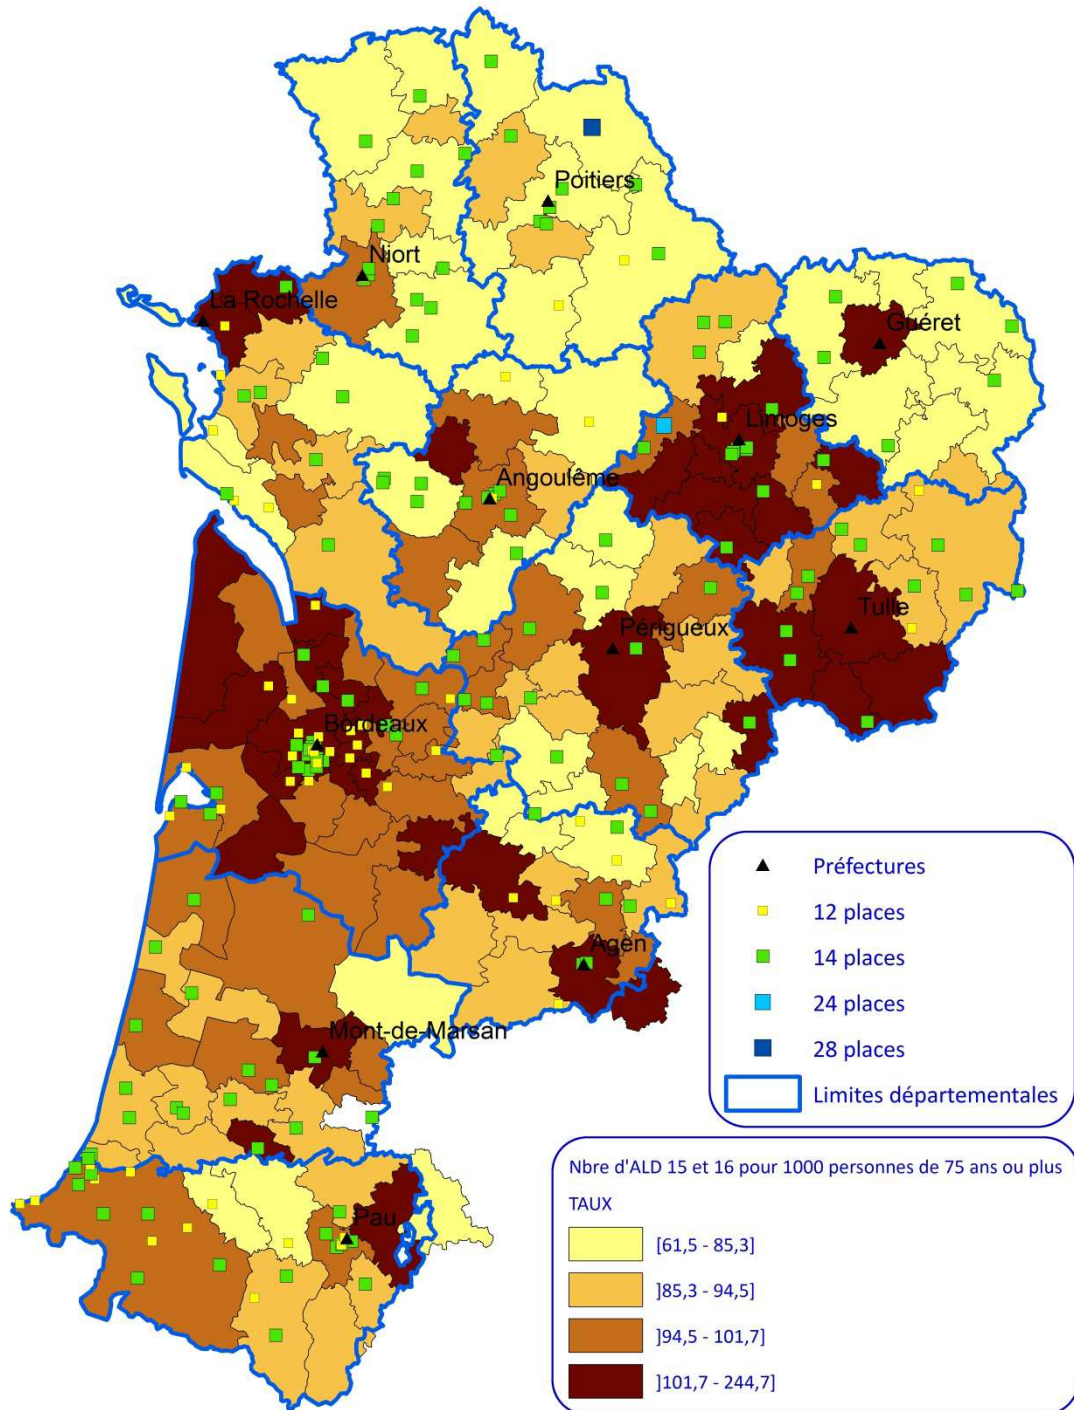 Poitiers
Niort
La Rochelle
Guéret
Limoges
Angoulême
Tulle
Périgueux
Bordeaux
Agen
Mont-de-Marsan
Pau
Préfectures
12 places
14 places
24 places
28 places
Limites départementales
Nbre d'ALD 15 et 16 pour 1000 personnes de 75 ans ou plus
TAUX
]61,5 - 85,3]
]85,3 - 94,5]
]94,5 - 101,7]
]101,7 - 244,7]